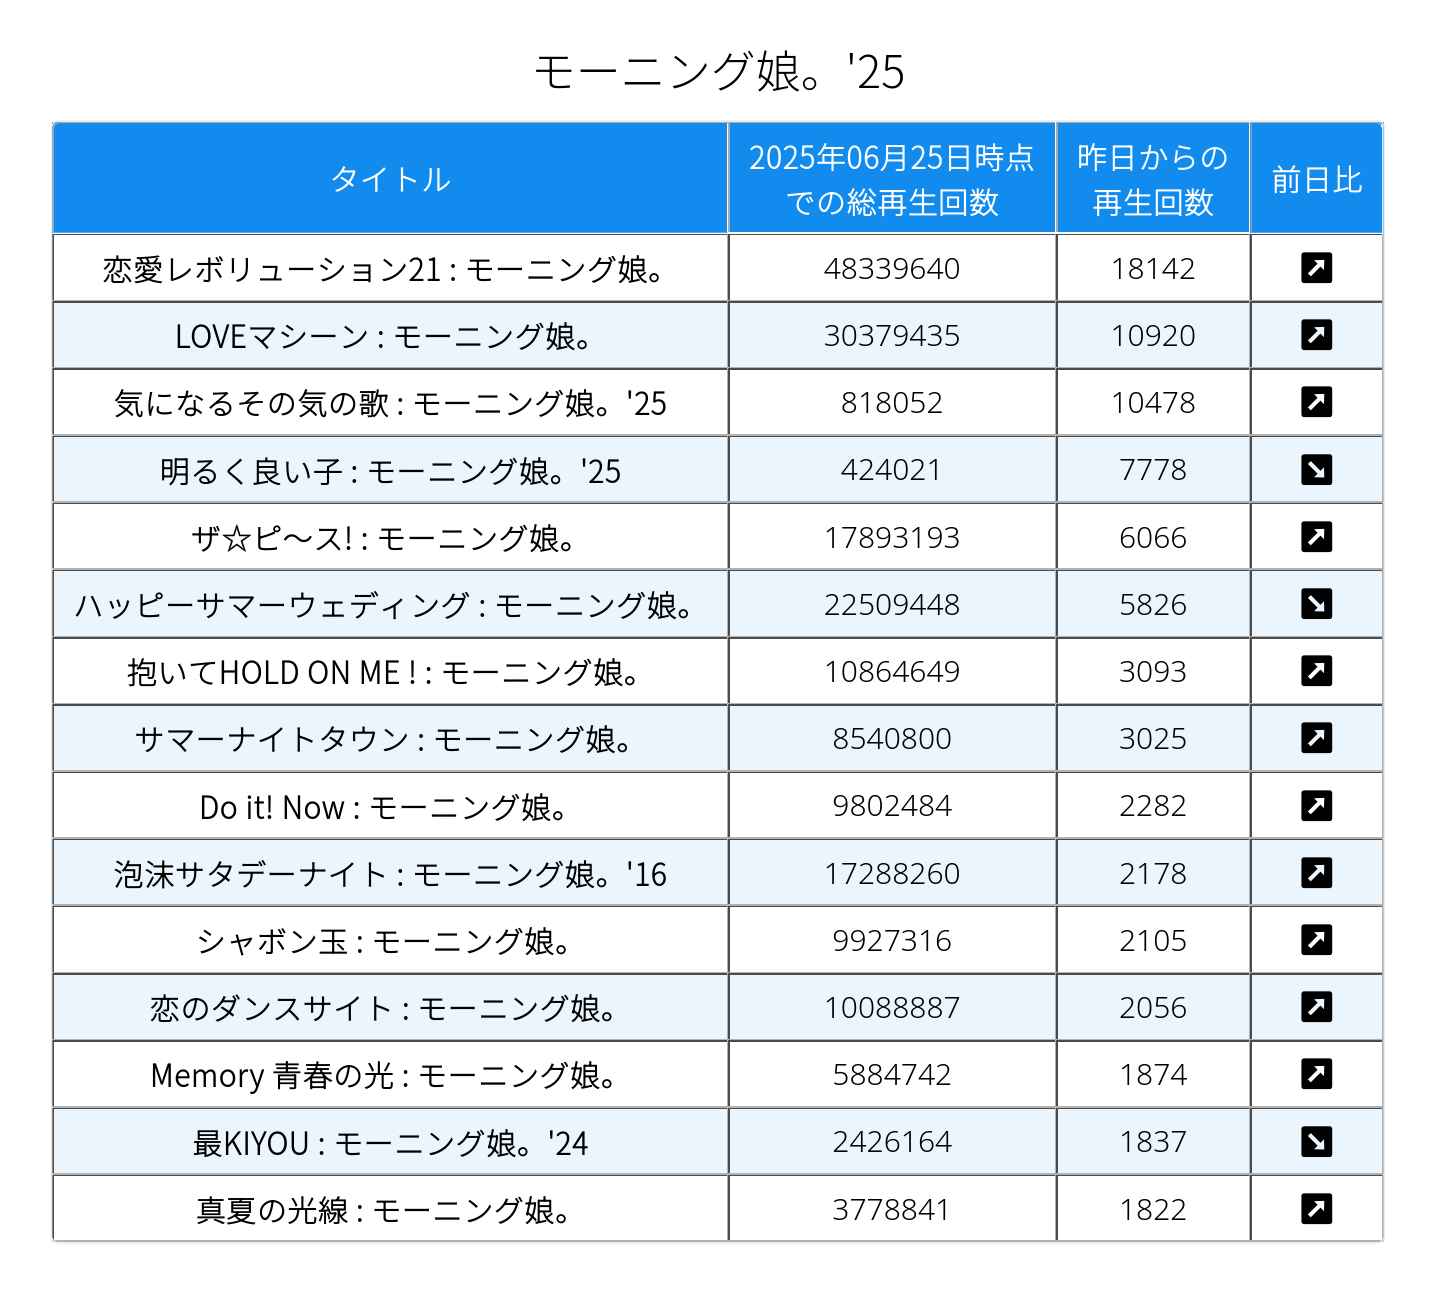 モーニング娘。'25
タイトル 2025年06月25日時点での総再生回数 昨日からの再生回数 前日比
恋愛レボリューション21 : モーニング娘。 48339640 18142 ↗
LOVEマシーン : モーニング娘。 30379435 10920 ↗
気になるその気の歌 : モーニング娘。'25 818052 10478 ↗
明るく良い子 : モーニング娘。'25 424021 7778 ↘
ザ☆ピ～ス! : モーニング娘。 17893193 6066 ↗
ハッピーサマーウェディング : モーニング娘。 22509448 5826 ↘
抱いてHOLD ON ME ! : モーニング娘。 10864649 3093 ↗
サマーナイトタウン : モーニング娘。 8540800 3025 ↗
Do it! Now : モーニング娘。 9802484 2282 ↗
泡沫サタデーナイト : モーニング娘。'16 17288260 2178 ↗
シャボン玉 : モーニング娘。 9927316 2105 ↗
恋のダンスサイト : モーニング娘。 10088887 2056 ↗
Memory 青春の光 : モーニング娘。 5884742 1874 ↗
最KIYOU : モーニング娘。'24 2426164 1837 ↘
真夏の光線 : モーニング娘。 3778841 1822 ↗